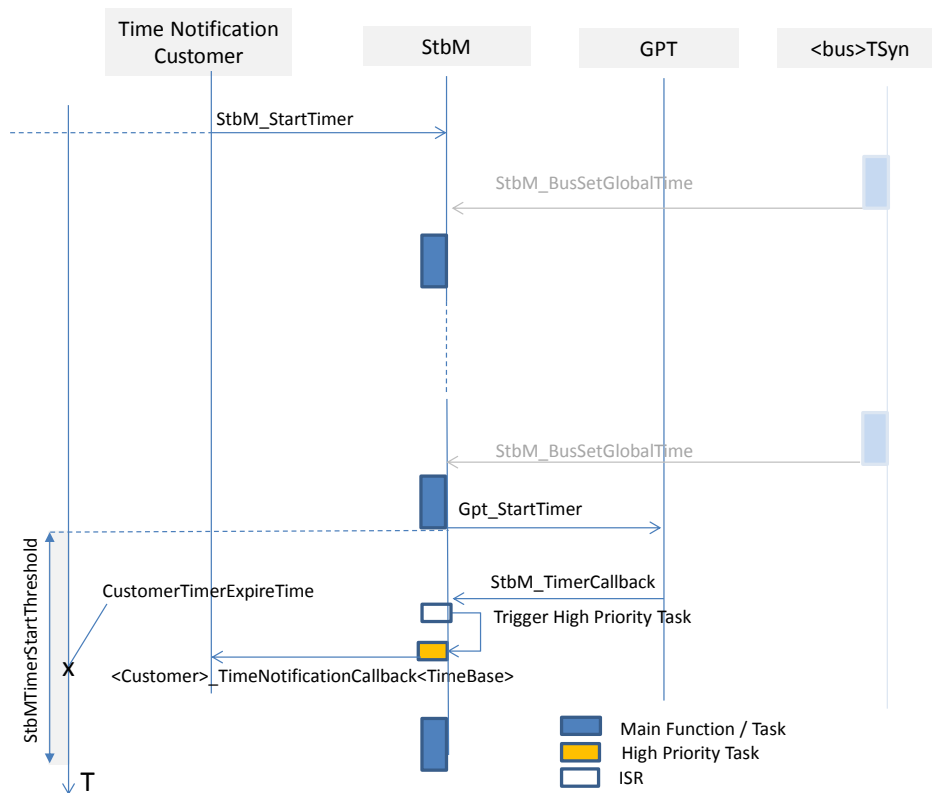 Time Notification
Customer
StbM
GPT
<bus>TSyn
StbM_StartTimer
StbM_BusSetGlobalTime
StbM_BusSetGlobalTime
Gpt_StartTimer
StbMTimerStartThreshold
CustomerTimerExpireTime
StbM_TimerCallback
Trigger High Priority Task
x
<Customer>_TimeNotificationCallback<TimeBase>
T
Main Function / Task
High Priority Task
ISR